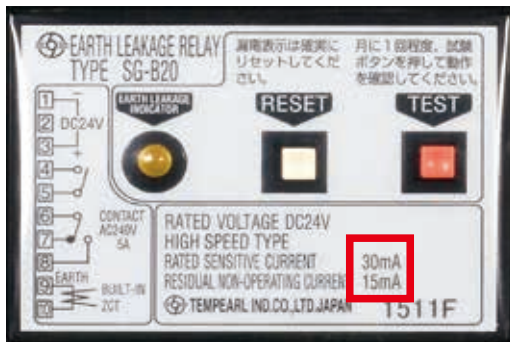 EARTH LEAKAGE RELAY
TYPE SG-B20
漏電表示は確実に
リセットしてくだ
さい。
月に1回程度、試験
ボタンを押して動作
を確認してください。
EARTH LEAKAGE
INDICATOR
RESET
TEST
1
2
3
4
5
6
7
8
9
10
−
DC24V
+
CONTACT
AC240V
5A
EARTH
BUILT-IN
ZCT
RATED VOLTAGE DC24V
HIGH SPEED TYPE
RATED SENSITIVE CURRENT 30mA
RESIDUAL NON-OPERATING CURRENT 15mA
TEMPEARL IND.CO.,LTD.JAPAN 1511F